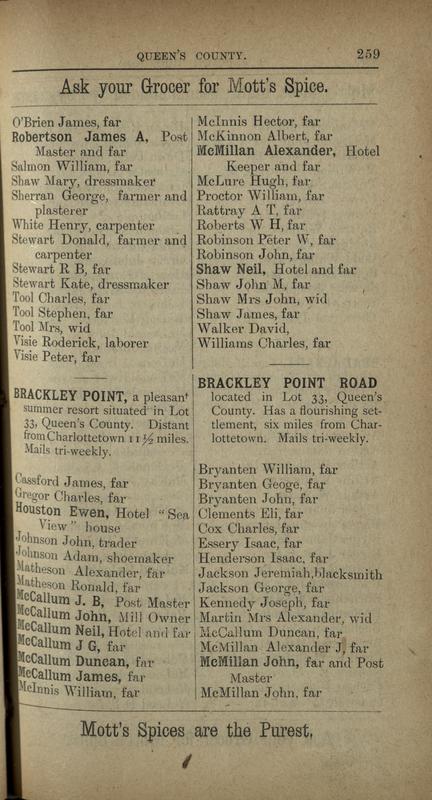 QUEEN'S COUNTY. 259
Ask your Grocer for Mott's Spice.
O'Brien James, far
Robertson James A, Post
Master and far
Salmon William, far
Shaw Mary, dressmaker
Sherran George, farmer and
plasterer
White Henry, carpenter
Stewart Donald, farmer and
carpenter
Stewart R B, far
Stewart Kate, dressmaker
Tool Charles, far
Tool Stephen, far
Tool Mrs, wid
Visie Roderick, laborer
Visie Peter, far
BRACKLEY POINT, a pleasant
summer resort situated in Lot
33, Queen's County. Distant
from Charlottetown 11½ miles.
Mails tri-weekly.
Cassford James, far
Gregor Charles, far
Houston Ewen, Hotel "Sea
View" house
Johnson John, trader
Johnson Adam, shoemaker
Matheson Alexander, far
Matheson Ronald, far
McCallum J. B, Post Master
McCallum John, Mill Owner
McCallum Neil, Hotel and far
McCallum J G, far
McCallum Duncan, far
McCallum James, far
McInnis William, far
McInnis Hector, far
McKinnon Albert, far
McMillan Alexander, Hotel
Keeper and far
McLure Hugh, far
Proctor William, far
Rattray A T, far
Roberts W H, far
Robinson Peter W, far
Robinson John, far
Shaw Neil, Hotel and far
Shaw John M, far
Shaw Mrs John, wid
Shaw James, far
Walker David,
Williams Charles, far
BRACKLEY POINT ROAD
located in Lot 33, Queen's
County. Has a flourishing set-
tlement, six miles from Char-
lottetown. Mails tri-weekly.
Bryanten William, far
Bryanten Geoge, far
Bryanten John, far
Clements Eli, far
Cox Charles, far
Essery Isaac, far
Henderson Isaac, far
Jackson Jeremiah, blacksmith
Jackson George, far
Kennedy Joseph, far
Martin Mrs Alexander, wid
McCallum Duncan, far
McMillan Alexander J, far
McMillan John, far and Post
Master
McMillan John, far
Mott's Spices are the Purest.